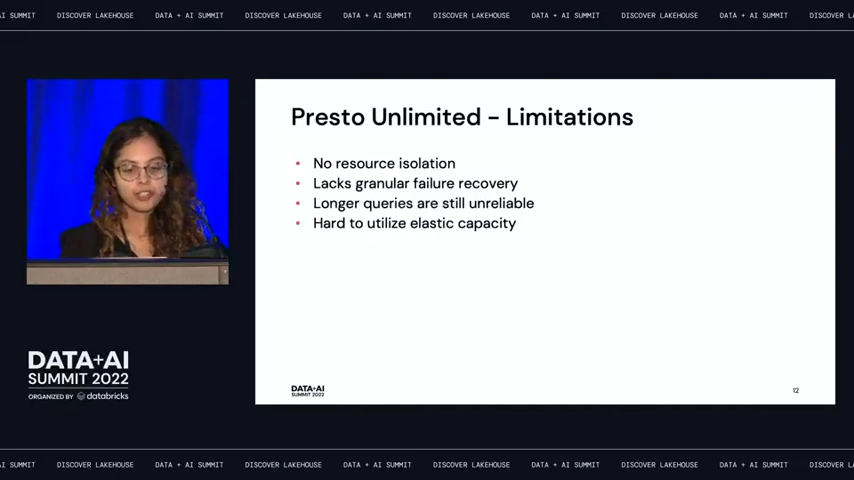 AI SUMMIT DISCOVER LAKEHOUSE DATA + AI SUMMIT DISCOVER LAKEHOUSE DATA + AI SUMMIT DISCOVER LAKEHOUSE DATA + AI SUMMIT DISCOVER LAKEHOUSE DATA + AI SUMMIT DISCOVER LA
Presto Unlimited - Limitations
• No resource isolation
• Lacks granular failure recovery
• Longer queries are still unreliable
• Hard to utilize elastic capacity
DATA+AI
SUMMIT 2022
ORGANIZED BY databricks
DATA+AI
SUMMIT 2022
12
AI SUMMIT DISCOVER LAKEHOUSE DATA + AI SUMMIT DISCOVER LAKEHOUSE DATA + AI SUMMIT DISCOVER LAKEHOUSE DATA + AI SUMMIT DISCOVER LAKEHOUSE DATA + AI SUMMIT DISCOVER LA